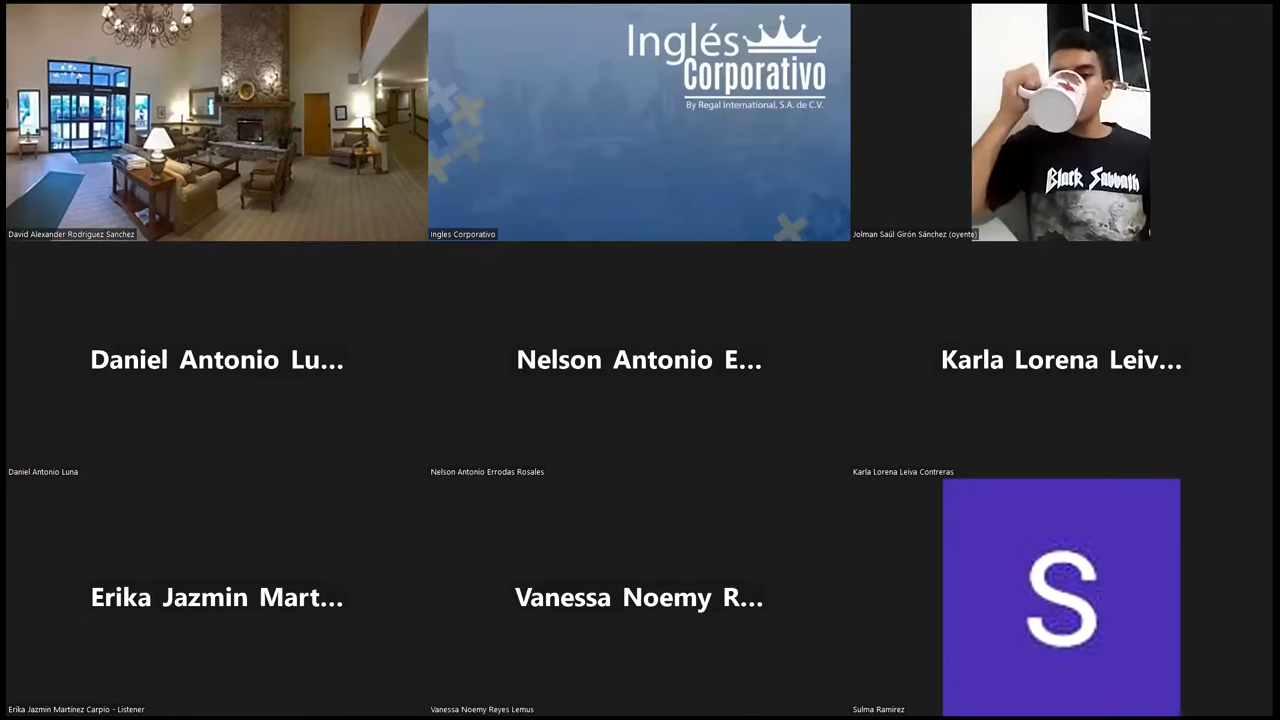 Inglés
Corporativo
By Regal International, S.A. de C.V.
Black Sabbath
David Alexander Rodriguez Sanchez
Ingles Corporativo
Jolman Saúl Girón Sánchez (oyente)
Daniel Antonio Lu...
Nelson Antonio E...
Karla Lorena Leiv...
Daniel Antonio Luna
Nelson Antonio Errodas Rosales
Karla Lorena Leiva Contreras
Erika Jazmin Mart...
Vanessa Noemy R...
S
Erika Jazmin Martínez Carpio - Listener
Vanessa Noemy Reyes Lemus
Sulma Ramirez